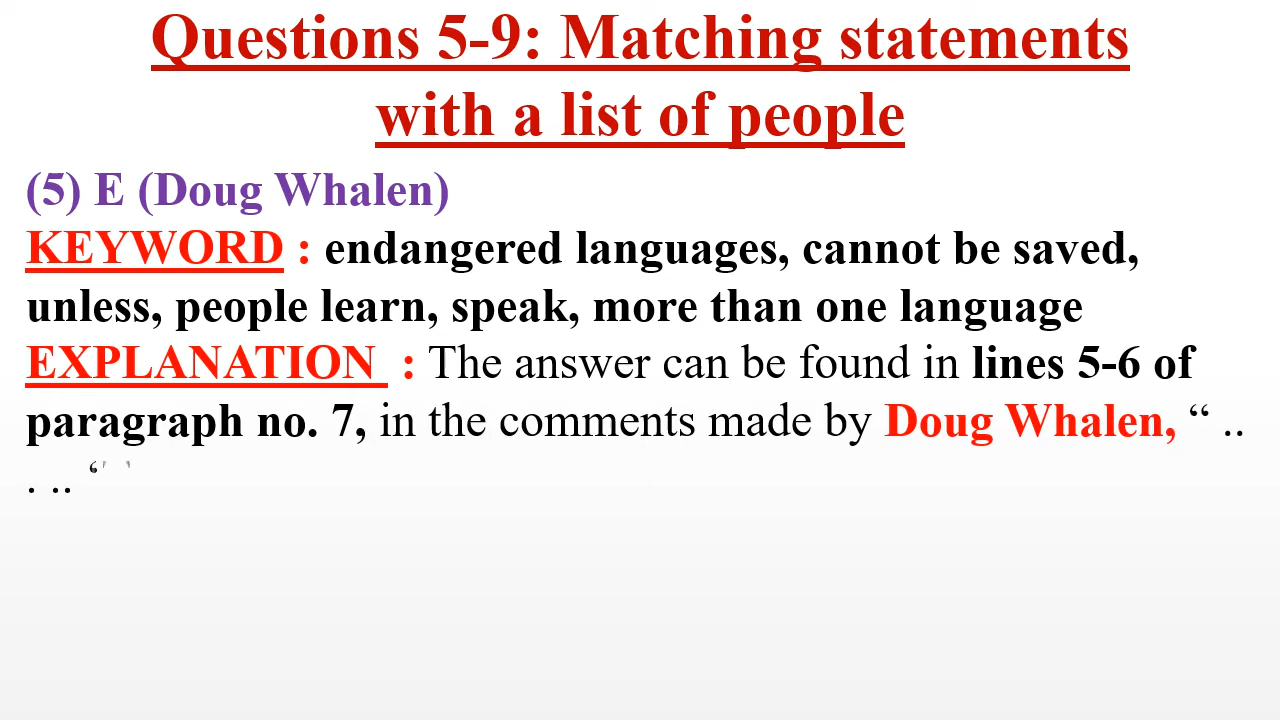 Questions 5-9: Matching statements
with a list of people
(5) E (Doug Whalen)
KEYWORD : endangered languages, cannot be saved,
unless, people learn, speak, more than one language
EXPLANATION : The answer can be found in lines 5-6 of
paragraph no. 7, in the comments made by Doug Whalen, “ ..
. ..